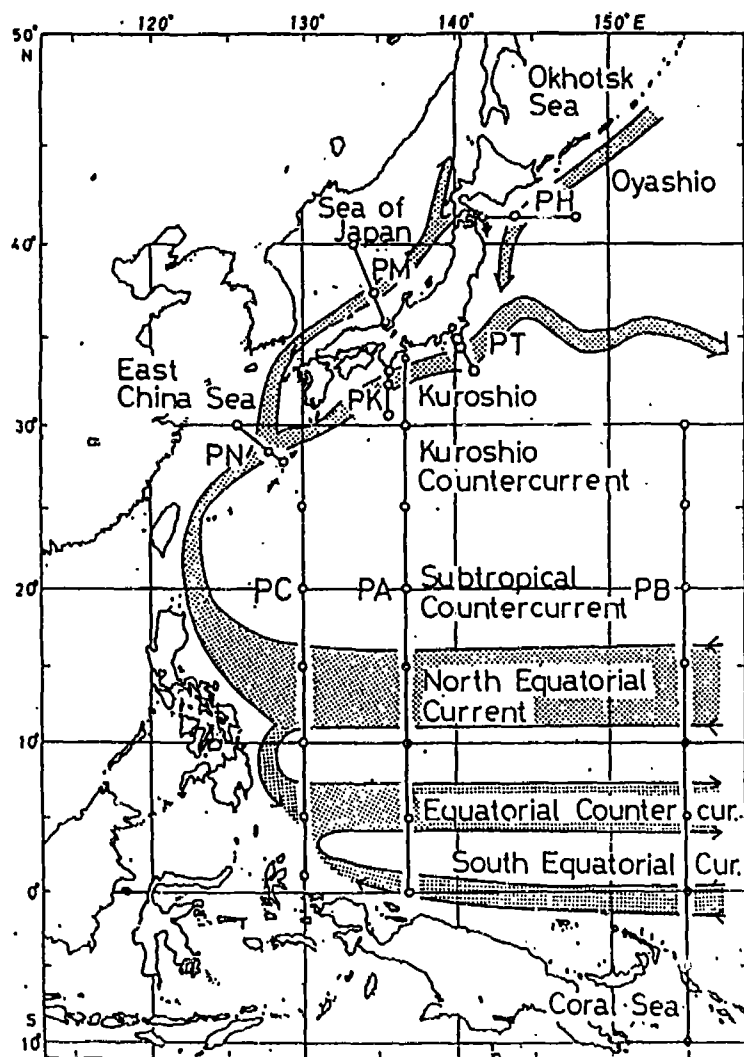 120° 130° 140° 150°E
50°
N
Okhotsk
Sea
PH
Oyashio
Sea of
Japan
40°
PM
PT
East
China Sea
PK
Kuroshio
30°
PN
Kuroshio
Countercurrent
20°
PC
PA
Subtropical
Countercurrent
PB
North Equatorial
Current
10°
Equatorial Counter cur.
South Equatorial Cur.
0°
Coral Sea
S
10°